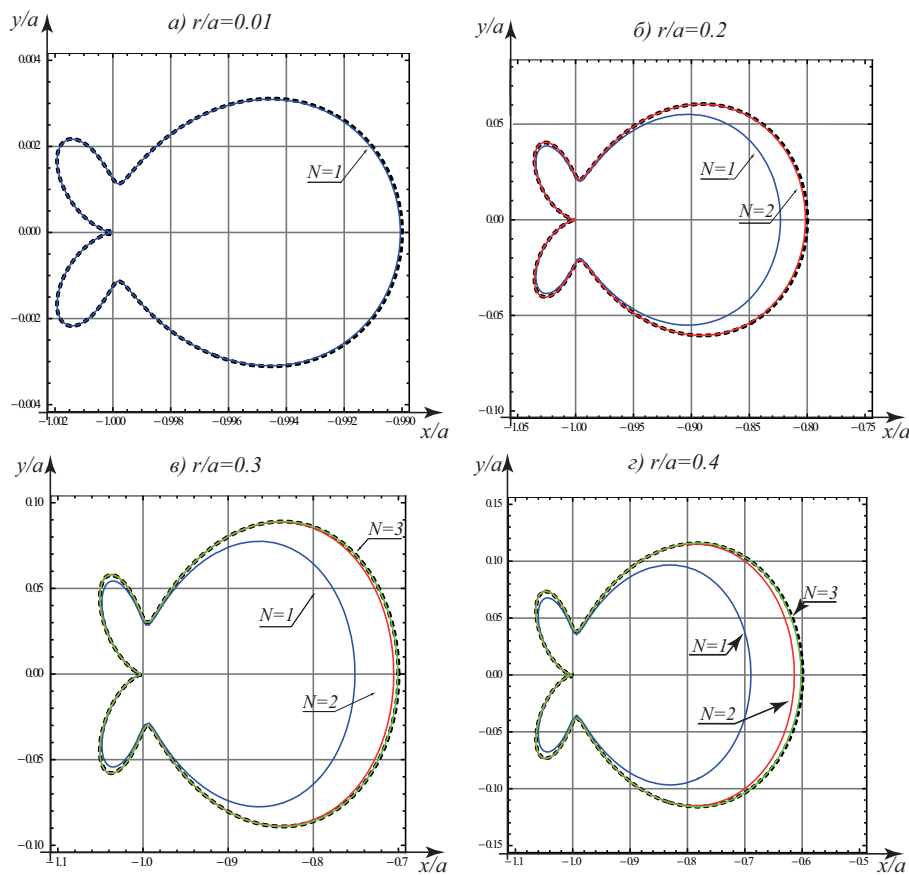 y/a
а) r/a=0.01
0.004
0.002
0.000
−0.002
−0.004
N=1
−1.002
−1.000
−0.998
−0.996
−0.994
−0.992
−0.990
x/a
y/a
б) r/a=0.2
0.05
0.00
−0.05
−0.10
N=1
N=2
−1.05
−1.00
−0.95
−0.90
−0.85
−0.80
−0.75
x/a
y/a
в) r/a=0.3
0.10
0.05
0.00
−0.05
−0.10
N=3
N=1
N=2
−1.1
−1.0
−0.9
−0.8
−0.7
x/a
y/a
г) r/a=0.4
0.15
0.10
0.05
0.00
−0.05
−0.10
−0.15
N=3
N=1
N=2
−1.1
−1.0
−0.9
−0.8
−0.7
−0.6
−0.5
x/a